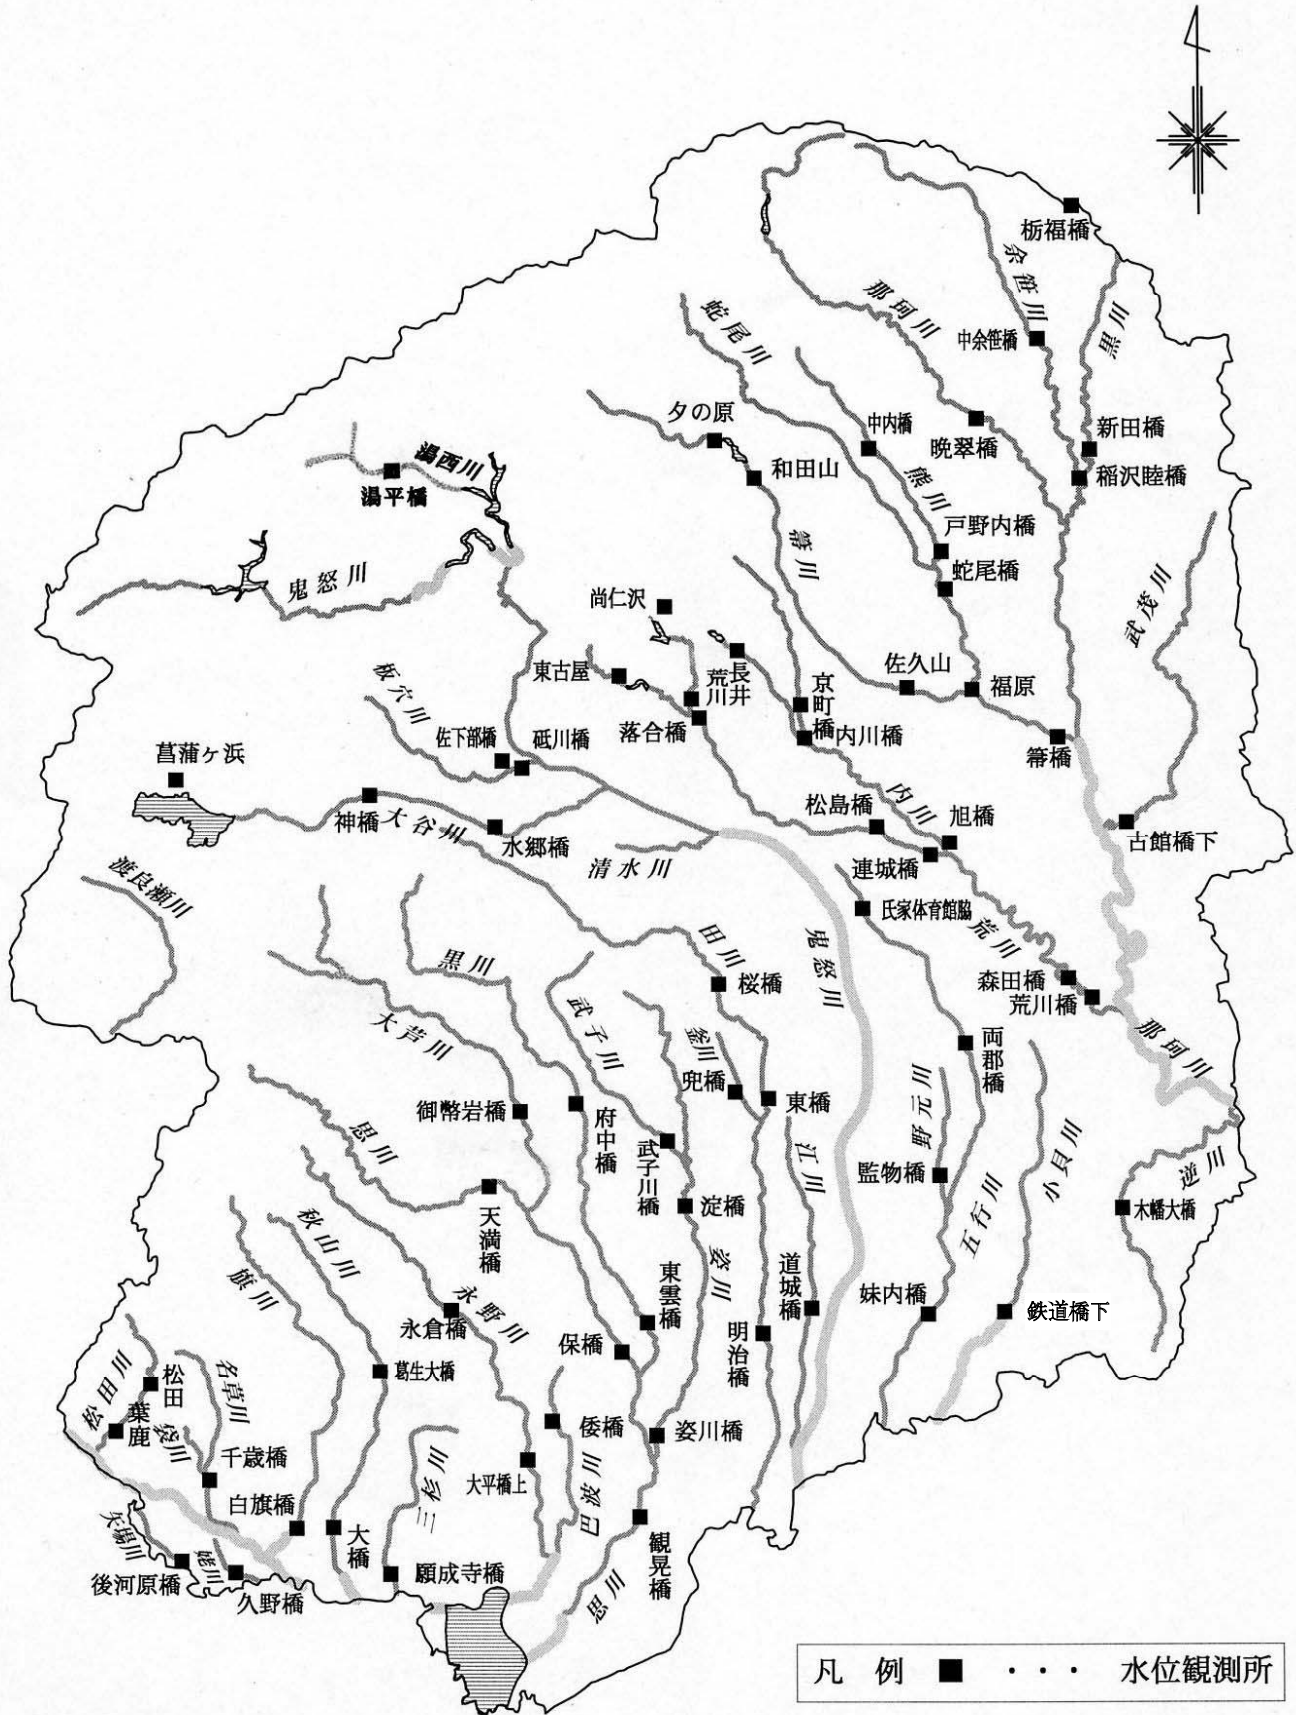 栃福橋
余笹川
那珂川
黒川
蛇尾川
中余笹橋
夕の原
中内橋
晩翠橋
新田橋
稲沢睦橋
和田山
湯西川
湯平橋
熊川
戸野内橋
箒川
蛇尾橋
鬼怒川
武茂川
尚仁沢
東古屋
荒川
長井
佐久山
福原
京町橋
板穴川
落合橋
内川橋
箒橋
佐下部橋
砥川橋
菖蒲ヶ浜
神橋
大谷川
水郷橋
松島橋
内川
旭橋
古館橋下
清水川
連城橋
渡良瀬川
氏家体育館脇
荒川
田川
鬼怒川
黒川
桜橋
森田橋
荒川橋
武子川
大芦川
釜川
両郡橋
那珂川
兜橋
東橋
御幣岩橋
府中橋
野元川
思川
武子川橋
江川
小貝川
逆川
監物橋
淀橋
木幡大橋
天満橋
秋山川
五行川
姿川
旗川
東雲橋
道城橋
永野川
妹内橋
鉄道橋下
永倉橋
保橋
明治橋
松田川
松田
名草川
葛生大橋
葉鹿
袋川
倭橋
姿川橋
千歳橋
三杉川
大平橋上
巴波川
白旗橋
矢場川
大橋
観晃橋
姥川
後河原橋
久野橋
願成寺橋
思川
凡 例 ■ ・・・ 水位観測所